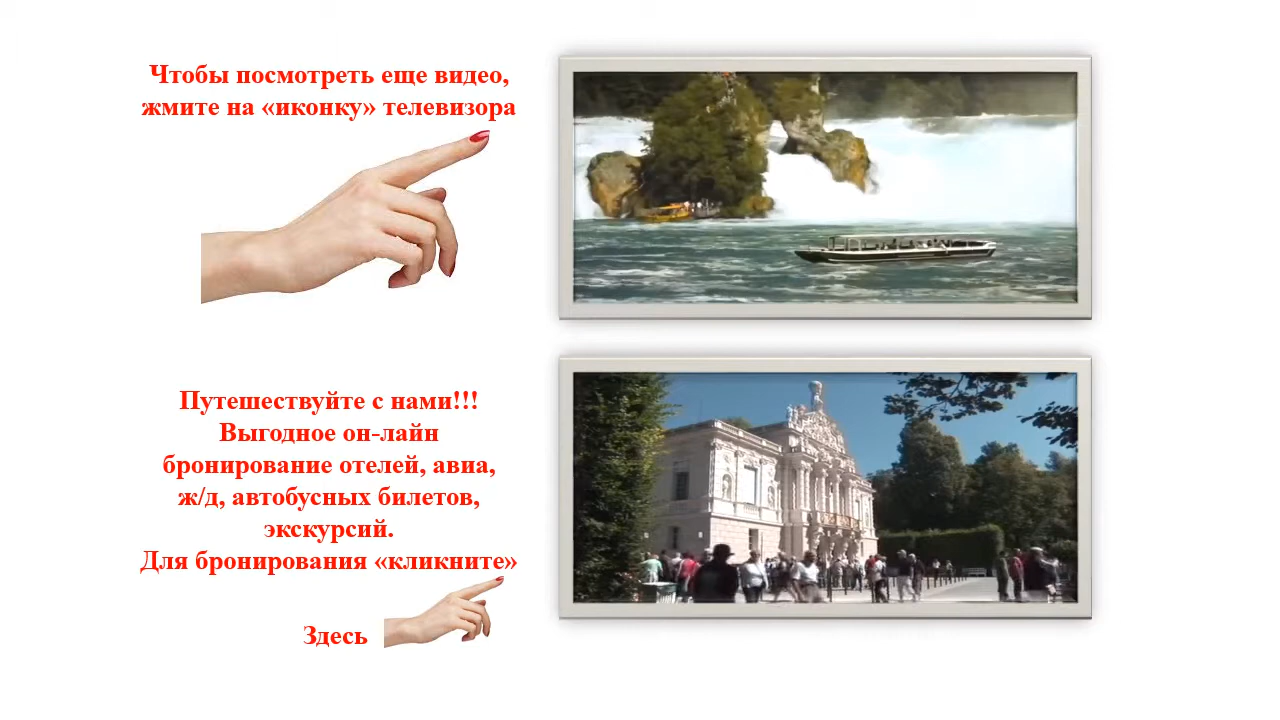 Чтобы посмотреть еще видео,
жмите на «иконку» телевизора
Путешествуйте с нами!!!
Выгодное он-лайн
бронирование отелей, авиа,
ж/д, автобусных билетов,
экскурсий.
Для бронирования «кликните»
Здесь